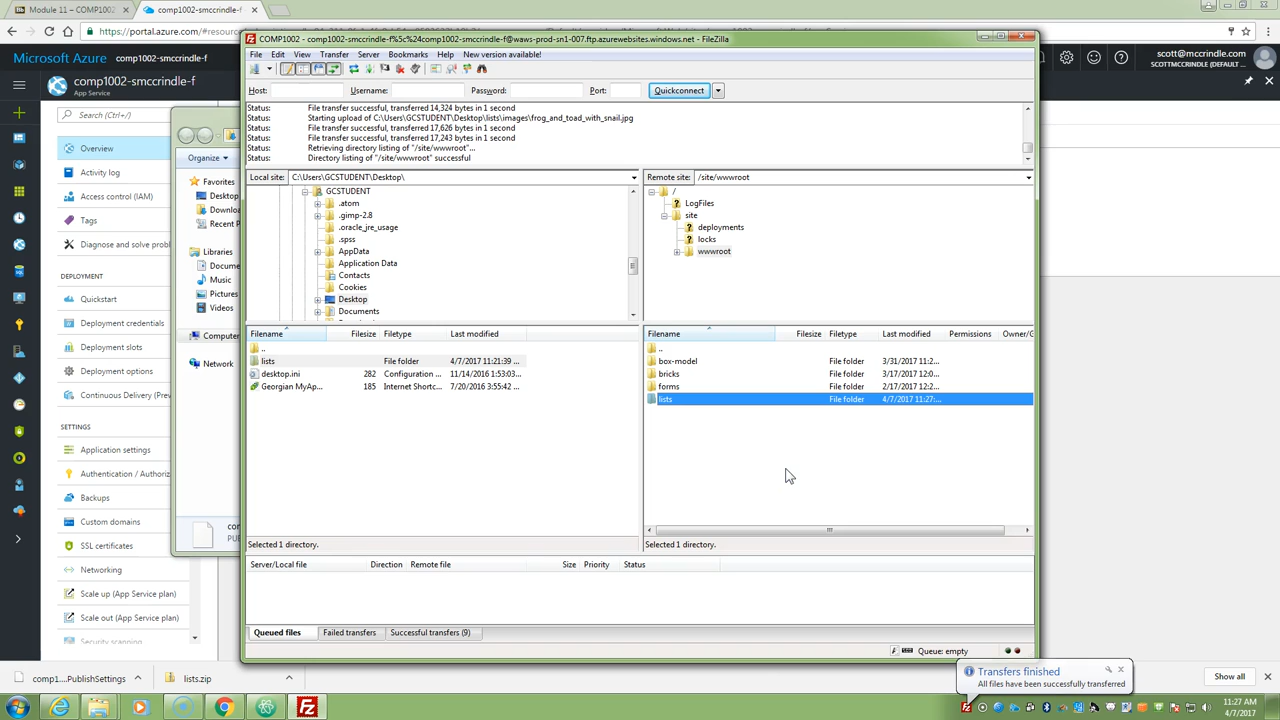 Module 11 – COMP1002
comp1002-smccrindle-f
https://portal.azure.com/#resour
Microsoft Azure
comp1002-smccrindle-f
scott@mccrindle.com
SCOTTMCCRINDLE (DEFAULT ...
comp1002-smccrindle-f
App Service
Search (Ctrl+/)
Overview
Activity log
Access control (IAM)
Tags
Diagnose and solve probl
DEPLOYMENT
Quickstart
Deployment credentials
Deployment slots
Deployment options
Continuous Delivery (Prev
SETTINGS
Application settings
Authentication / Authoriz
Backups
Custom domains
SSL certificates
Networking
Scale up (App Service plan)
Scale out (App Service plan)
Security scanning
Organize
Favorites
Desktop
Downloa
Recent P
Libraries
Docume
Music
Pictures
Videos
Computer
Network
com
PUB
COMP1002 - comp1002-smccrindle-f%5c%24comp1002-smccrindle-f@waws-prod-sn1-007.ftp.azurewebsites.windows.net - FileZilla
File Edit View Transfer Server Bookmarks Help New version available!
Host: Username: Password: Port: Quickconnect
Status: File transfer successful, transferred 14,324 bytes in 1 second
Status: Starting upload of C:\Users\GCSTUDENT\Desktop\lists\images\frog_and_toad_with_snail.jpg
Status: File transfer successful, transferred 17,626 bytes in 1 second
Status: File transfer successful, transferred 17,243 bytes in 1 second
Status: Retrieving directory listing of "/site/wwwroot"...
Status: Directory listing of "/site/wwwroot" successful
Local site: C:\Users\GCSTUDENT\Desktop\
GCSTUDENT
.atom
.gimp-2.8
.oracle_jre_usage
.spss
AppData
Application Data
Contacts
Cookies
Desktop
Documents
Remote site: /site/wwwroot
/
LogFiles
site
deployments
locks
wwwroot
Filename Filesize Filetype Last modified
..
lists File folder 4/7/2017 11:21:39 ...
desktop.ini 282 Configuration ... 11/14/2016 1:53:03...
Georgian MyAp... 185 Internet Shortc... 7/20/2016 3:55:42 ...
Selected 1 directory.
Filename Filesize Filetype Last modified Permissions Owner/G
..
box-model File folder 3/31/2017 11:2...
bricks File folder 3/17/2017 12:0...
forms File folder 2/17/2017 12:2...
lists File folder 4/7/2017 11:27:...
Selected 1 directory.
Server/Local file Direction Remote file Size Priority Status
Queued files Failed transfers Successful transfers (9)
Queue: empty
Transfers finished
All files have been successfully transferred
comp1....PublishSettings
lists.zip
Show all
11:27 AM
4/7/2017